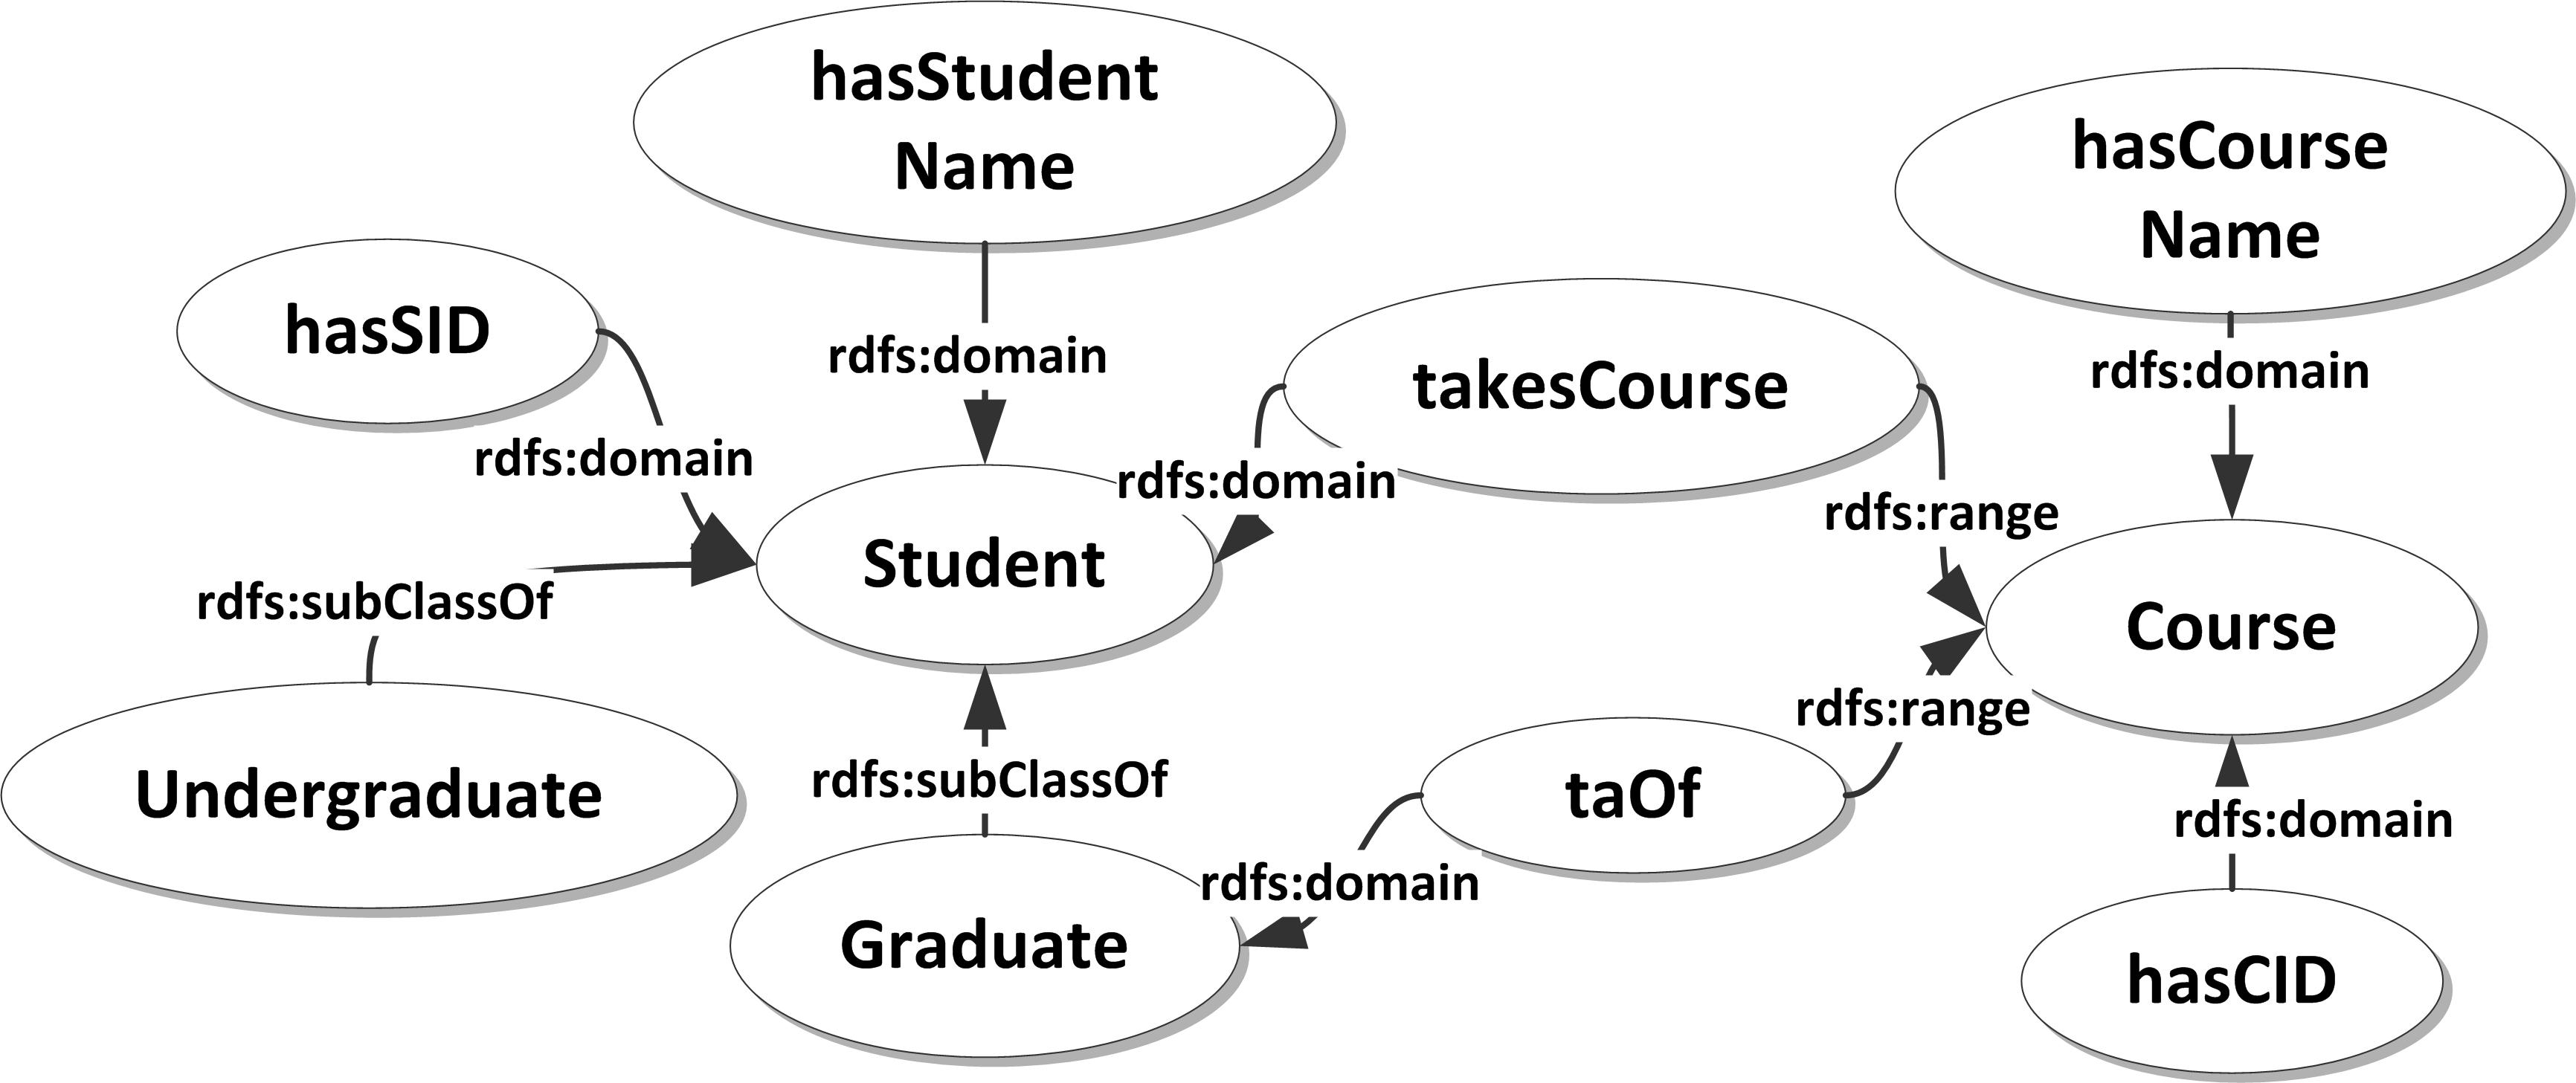 hasStudent
Name
hasCourse
Name
hasSID
rdfs:domain
takesCourse
rdfs:domain
rdfs:domain
rdfs:domain
rdfs:range
Student
rdfs:subClassOf
Course
rdfs:range
Undergraduate
rdfs:subClassOf
taOf
rdfs:domain
rdfs:domain
Graduate
hasCID